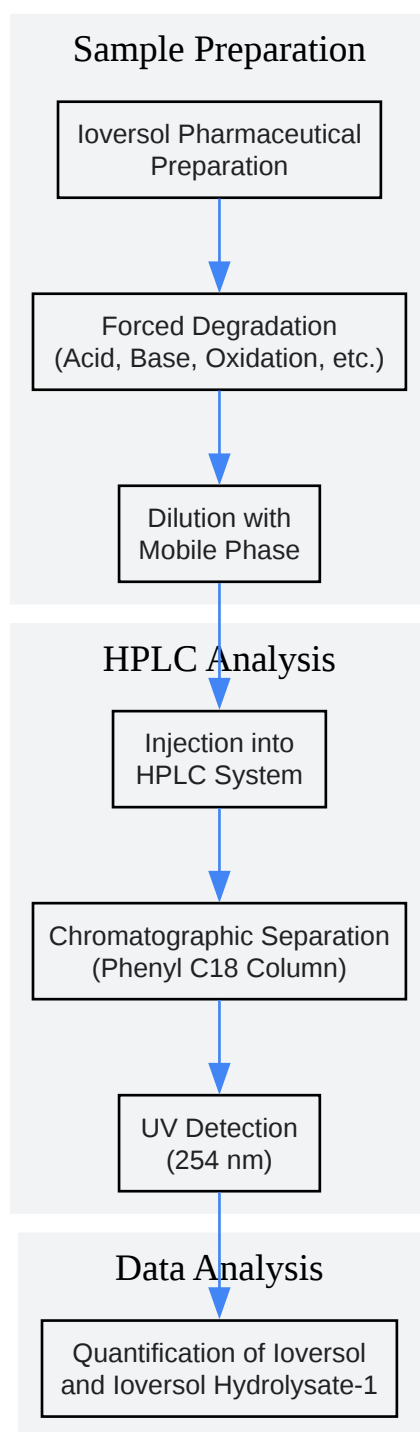 Sample Preparation
Ioversol Pharmaceutical
Preparation
Forced Degradation
(Acid, Base, Oxidation, etc.)
Dilution with
Mobile Phase
HPLC Analysis
Injection into
HPLC System
Chromatographic Separation
(Phenyl C18 Column)
UV Detection
(254 nm)
Data Analysis
Quantification of Ioversol
and Ioversol Hydrolysate-1